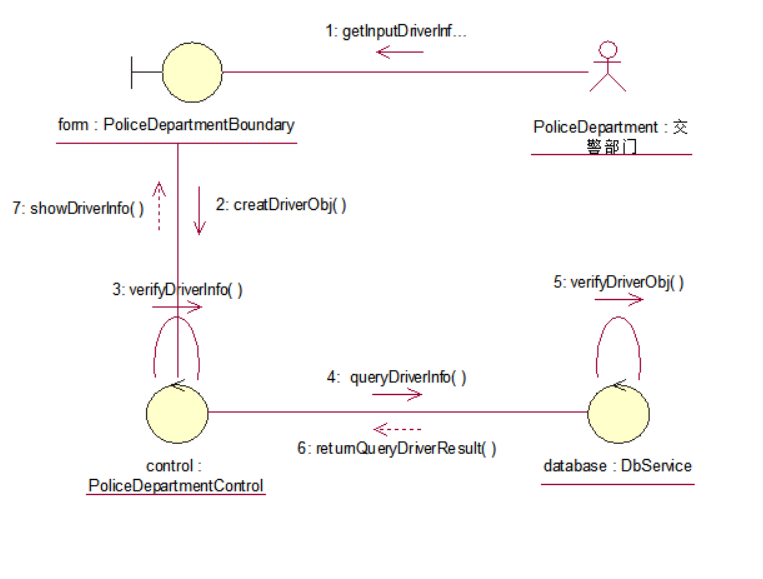 1: getInputDriverInf...
form : PoliceDepartmentBoundary
PoliceDepartment : 交
警部门
7: showDriverInfo( )
2: creatDriverObj( )
3: verifyDriverInfo( )
5: verifyDriverObj( )
4: queryDriverInfo( )
6: returnQueryDriverResult( )
control :
PoliceDepartmentControl
database : DbService